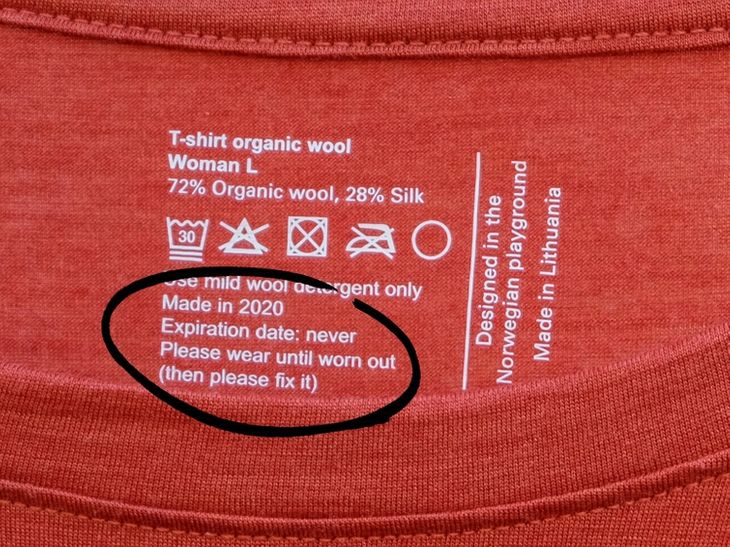 T-shirt organic wool
Woman L
72% Organic wool, 28% Silk
30
Use mild wool detergent only
Made in 2020
Expiration date: never
Please wear until worn out
(then please fix it)
Designed in the
Norwegian playground
Made in Lithuania